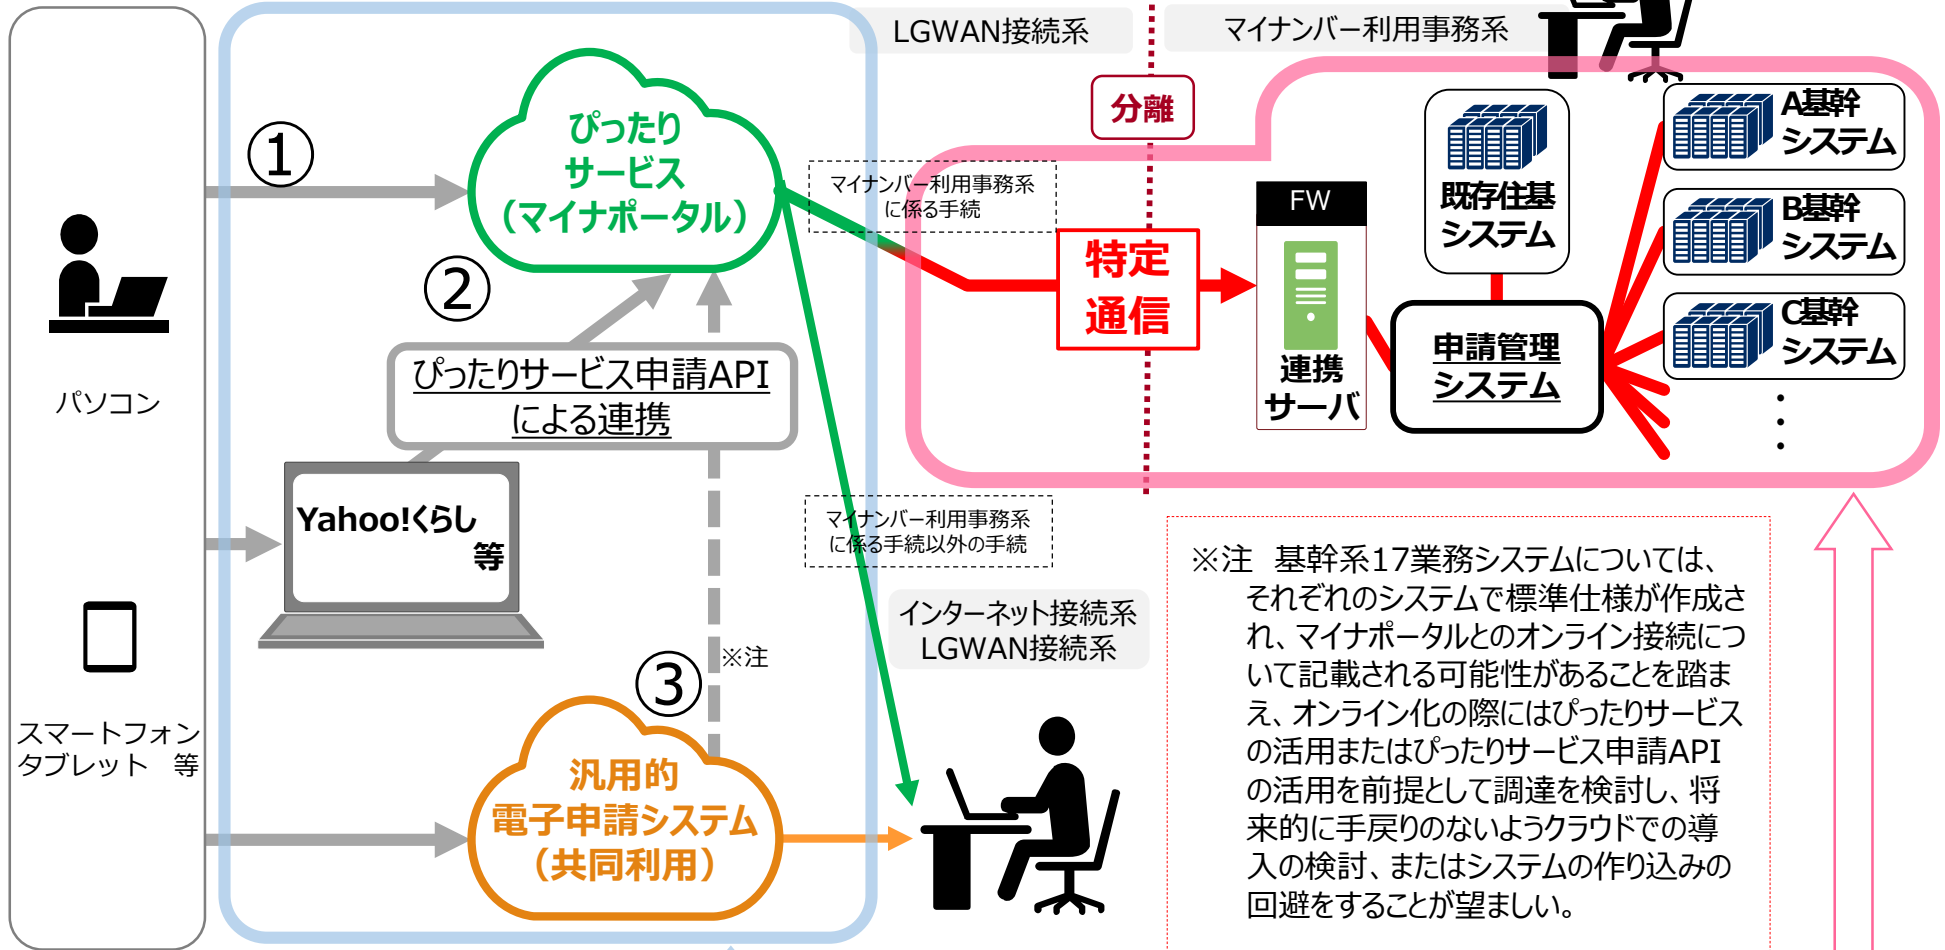 LGWAN接続系
マイナンバー利用事務系
分離
①
ぴったり
サービス
（マイナポータル）
マイナンバー利用事務系
に係る手続
特定
通信
FW
連携
サーバ
既存住基
システム
申請管理
システム
A基幹
システム
B基幹
システム
C基幹
システム
・
・
・
パソコン
②
ぴったりサービス申請API
による連携
Yahoo!くらし
等
マイナンバー利用事務系
に係る手続以外の手続
インターネット接続系
LGWAN接続系
スマートフォン
タブレット　等
③
※注
汎用的
電子申請システム
（共同利用）
※注　基幹系17業務システムについては、
それぞれのシステムで標準仕様が作成さ
れ、マイナポータルとのオンライン接続につ
いて記載される可能性があることを踏ま
え、オンライン化の際にはぴったりサービス
の活用またはぴったりサービス申請API
の活用を前提として調達を検討し、将
来的に手戻りのないようクラウドでの導
入の検討、またはシステムの作り込みの
回避をすることが望ましい。